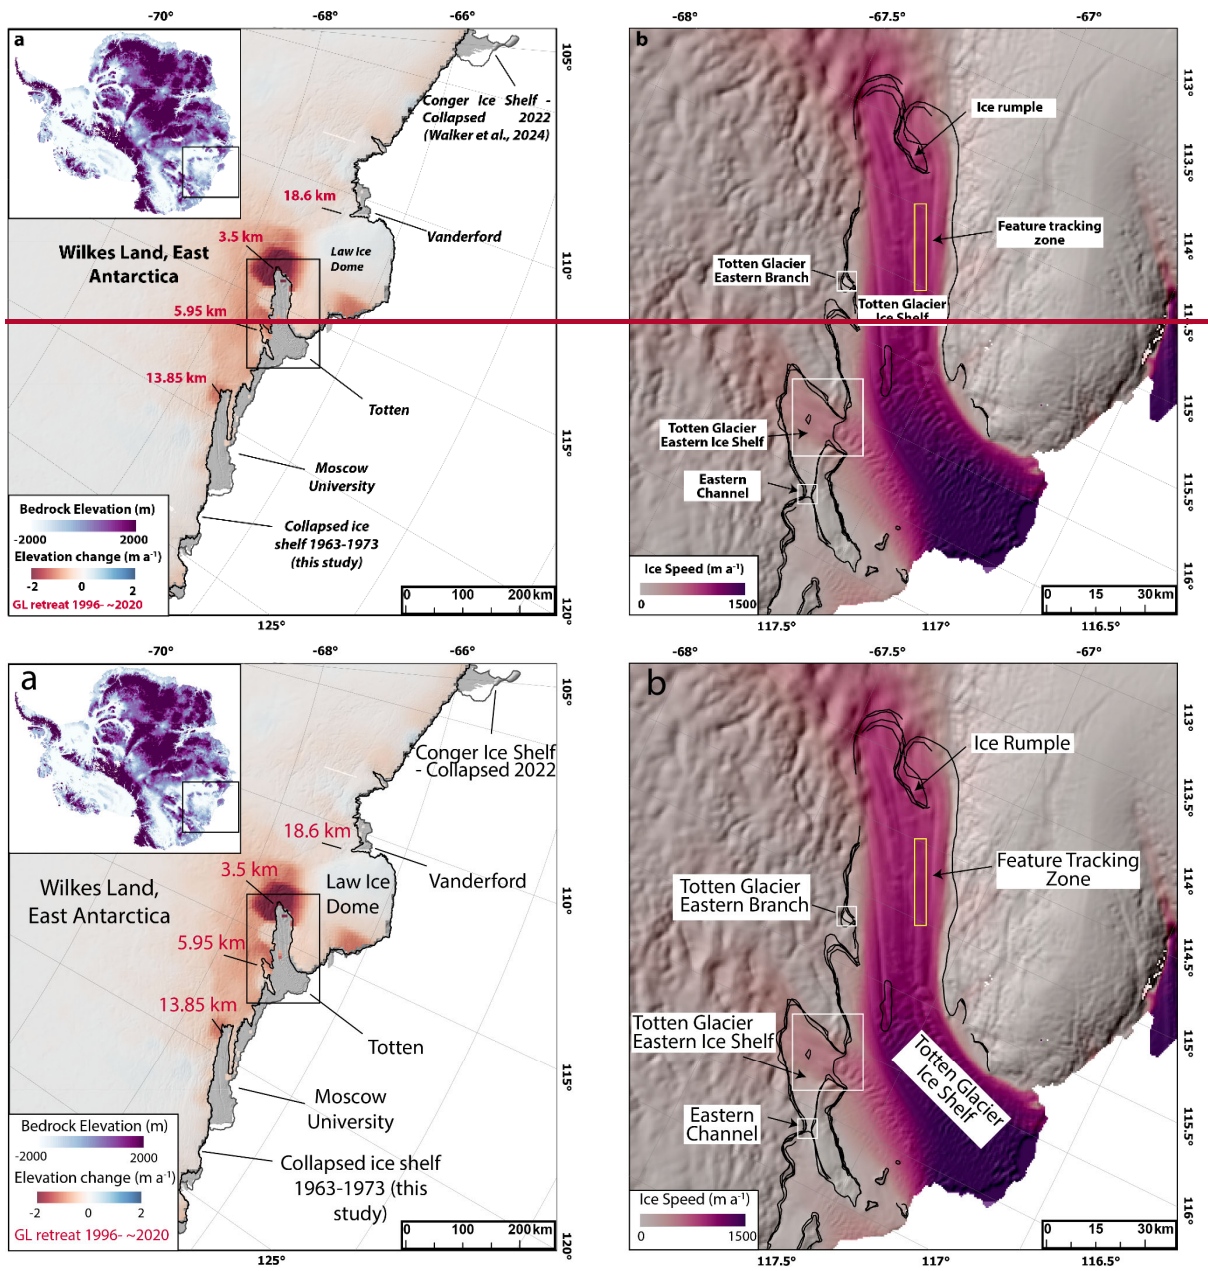 -70°
-68°
-66°
a
105°
Conger Ice Shelf -
Collapsed 2022
(Walker et al., 2024)
18.6 km
Vanderford
3.5 km
Law Ice
Dome
Wilkes Land, East
Antarctica
110°
5.95 km
13.85 km
Totten
115°
Moscow
University
Bedrock Elevation (m)
-2000
2000
Elevation change (m a⁻¹)
-2
0
2
GL retreat 1996- ~2020
Collapsed ice
shelf 1963-1973
(this study)
0
100
200 km
120°
125°
-68°
-67.5°
-67°
b
113°
Ice rumple
113.5°
Feature tracking
zone
114°
Totten Glacier
Eastern Branch
Totten Glacier
Ice Shelf
114.5°
115°
Totten Glacier
Eastern Ice Shelf
Eastern
Channel
115.5°
Ice Speed (m a⁻¹)
0
1500
116°
0
15
30 km
117.5°
117°
116.5°
-70°
-68°
-66°
a
105°
Conger Ice Shelf
- Collapsed 2022
18.6 km
3.5 km
Law Ice
Dome
Vanderford
Wilkes Land,
East Antarctica
110°
5.95 km
13.85 km
Totten
115°
Moscow
University
Bedrock Elevation (m)
-2000
2000
Elevation change (m a⁻¹)
-2
0
2
GL retreat 1996- ~2020
Collapsed ice shelf
1963-1973 (this
study)
0
100
200 km
120°
125°
-68°
-67.5°
-67°
b
113°
Ice Rumple
113.5°
Feature Tracking
Zone
114°
Totten Glacier
Eastern Branch
114.5°
Totten Glacier
Eastern Ice Shelf
115°
Totten Glacier
Ice Shelf
Eastern
Channel
115.5°
Ice Speed (m a⁻¹)
0
1500
116°
0
15
30 km
117.5°
117°
116.5°